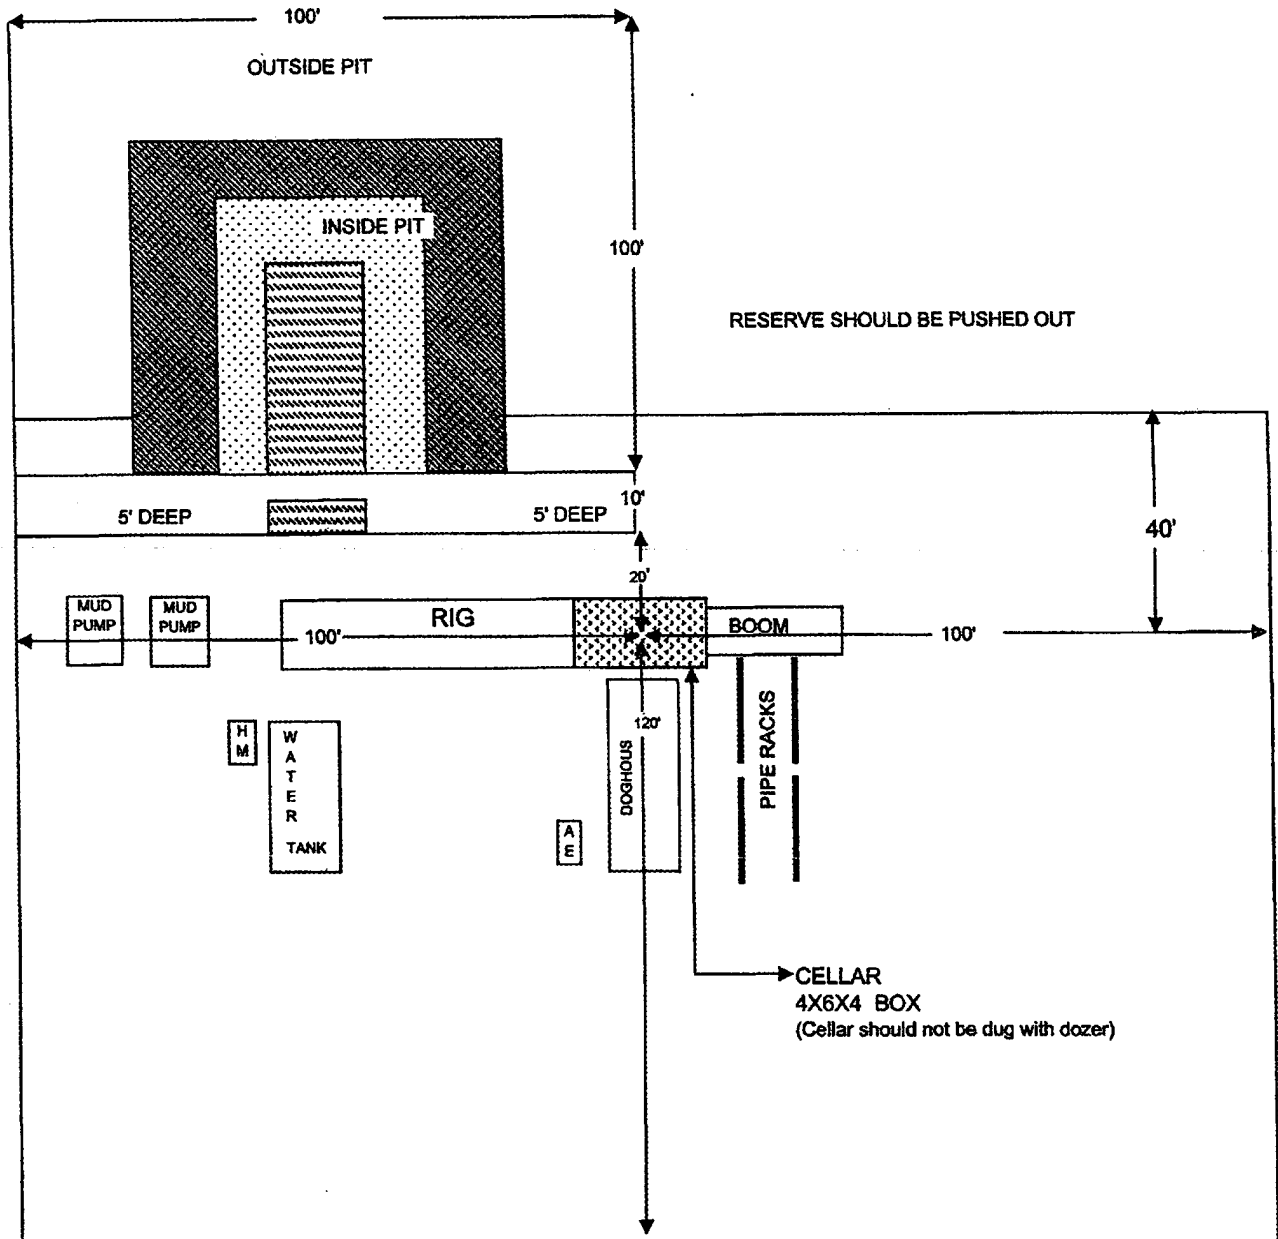 100'
OUTSIDE PIT
INSIDE PIT
100'
RESERVE SHOULD BE PUSHED OUT
10'
5' DEEP
5' DEEP
40'
20'
MUD
PUMP
MUD
PUMP
RIG
BOOM
100'
100'
H
M
W
A
T
E
R
TANK
120'
DOGHOUS
PIPE RACKS
A
E
CELLAR
4X6X4 BOX
(Cellar should not be dug with dozer)